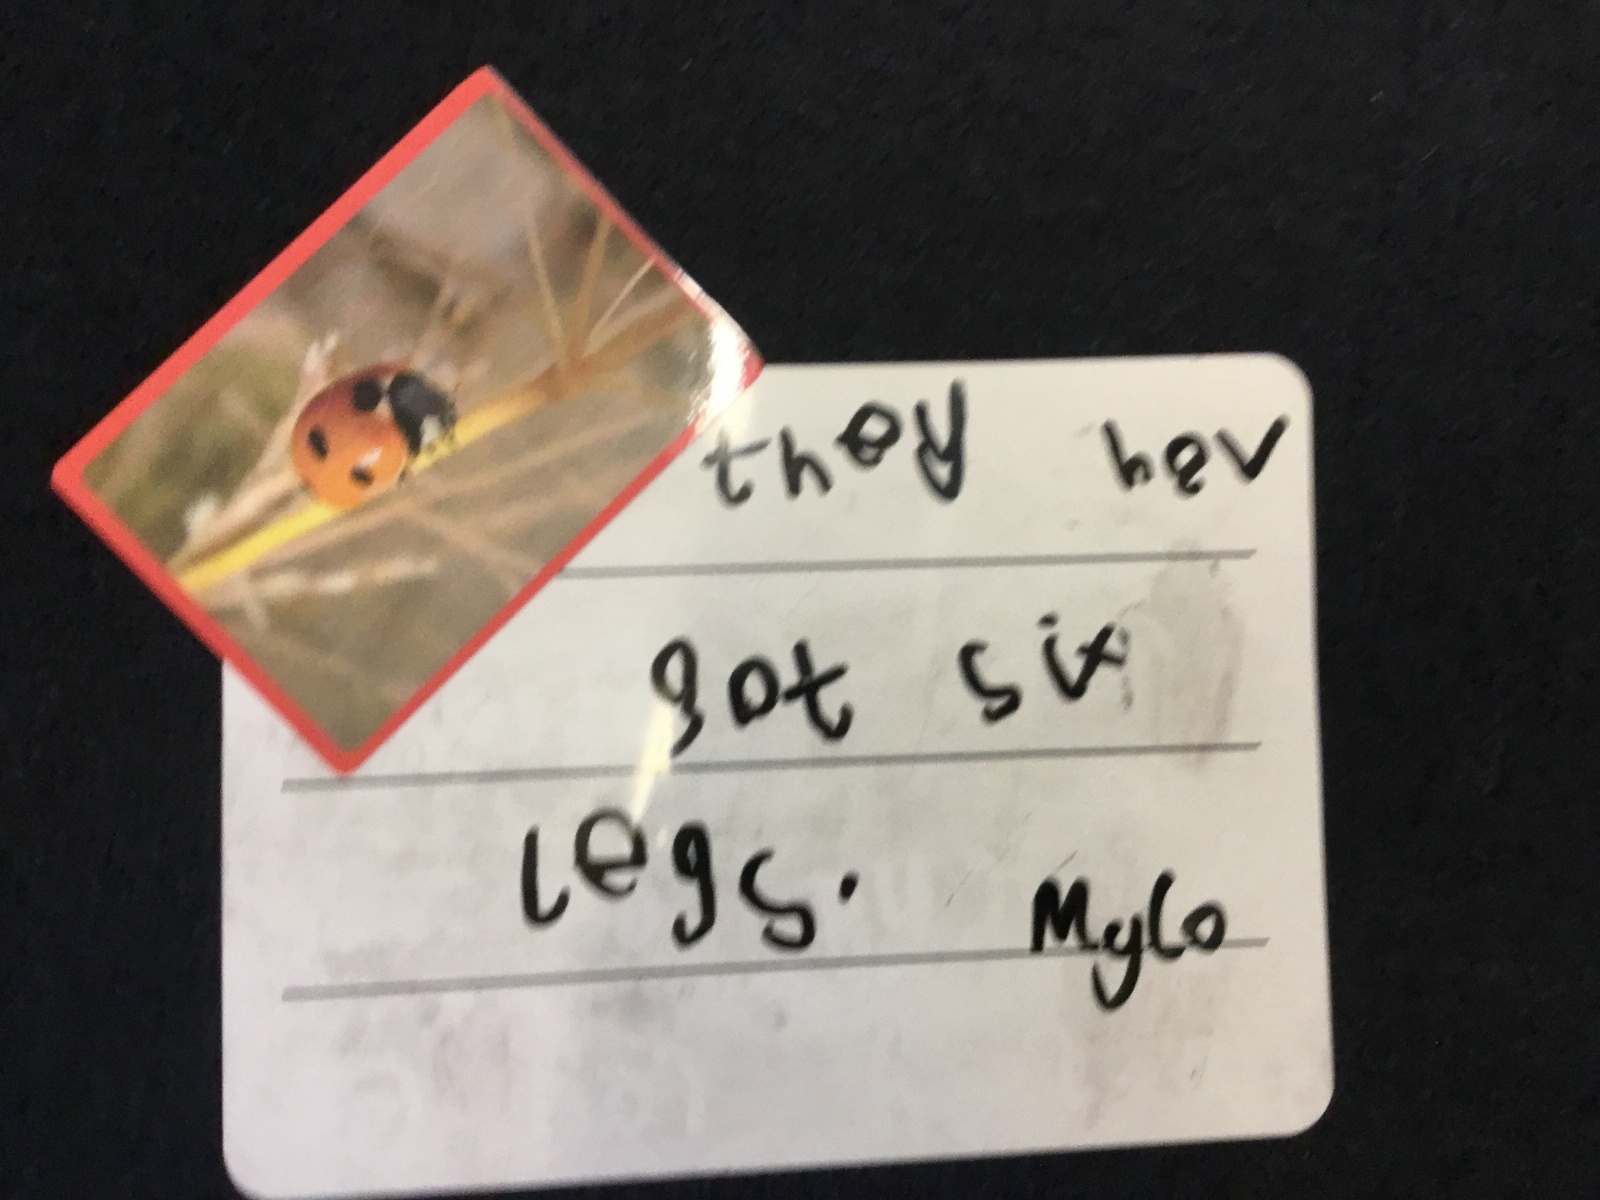 they hev
got six
legs. Mylo